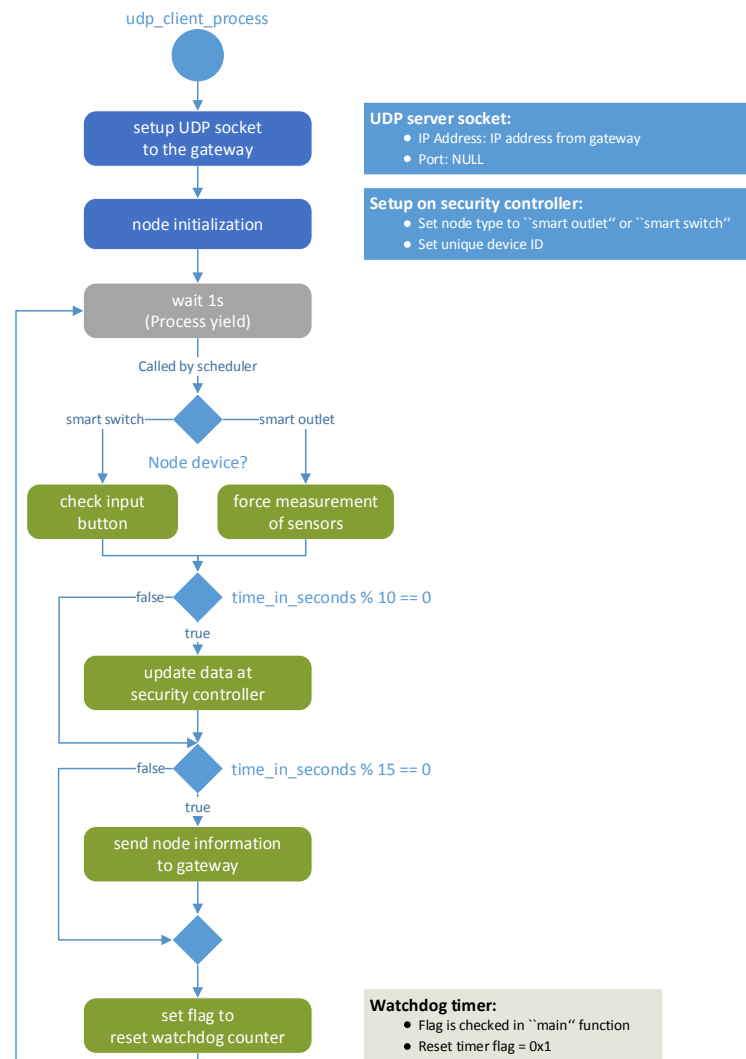 udp_client_process
setup UDP socket
to the gateway
UDP server socket:
● IP Address: IP address from gateway
● Port: NULL
node initialization
Setup on security controller:
● Set node type to ``smart outlet‘‘ or ``smart switch‘‘
● Set unique device ID
wait 1s
(Process yield)
Called by scheduler
smart switch
smart outlet
Node device?
check input
button
force measurement
of sensors
false
time_in_seconds % 10 == 0
true
update data at
security controller
false
time_in_seconds % 15 == 0
true
send node information
to gateway
set flag to
reset watchdog counter
Watchdog timer:
● Flag is checked in ``main‘‘ function
● Reset timer flag = 0x1